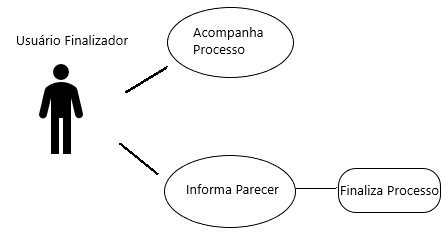 Usuário Finalizador
Acompanha
Processo
Informa Parecer
Finaliza Processo